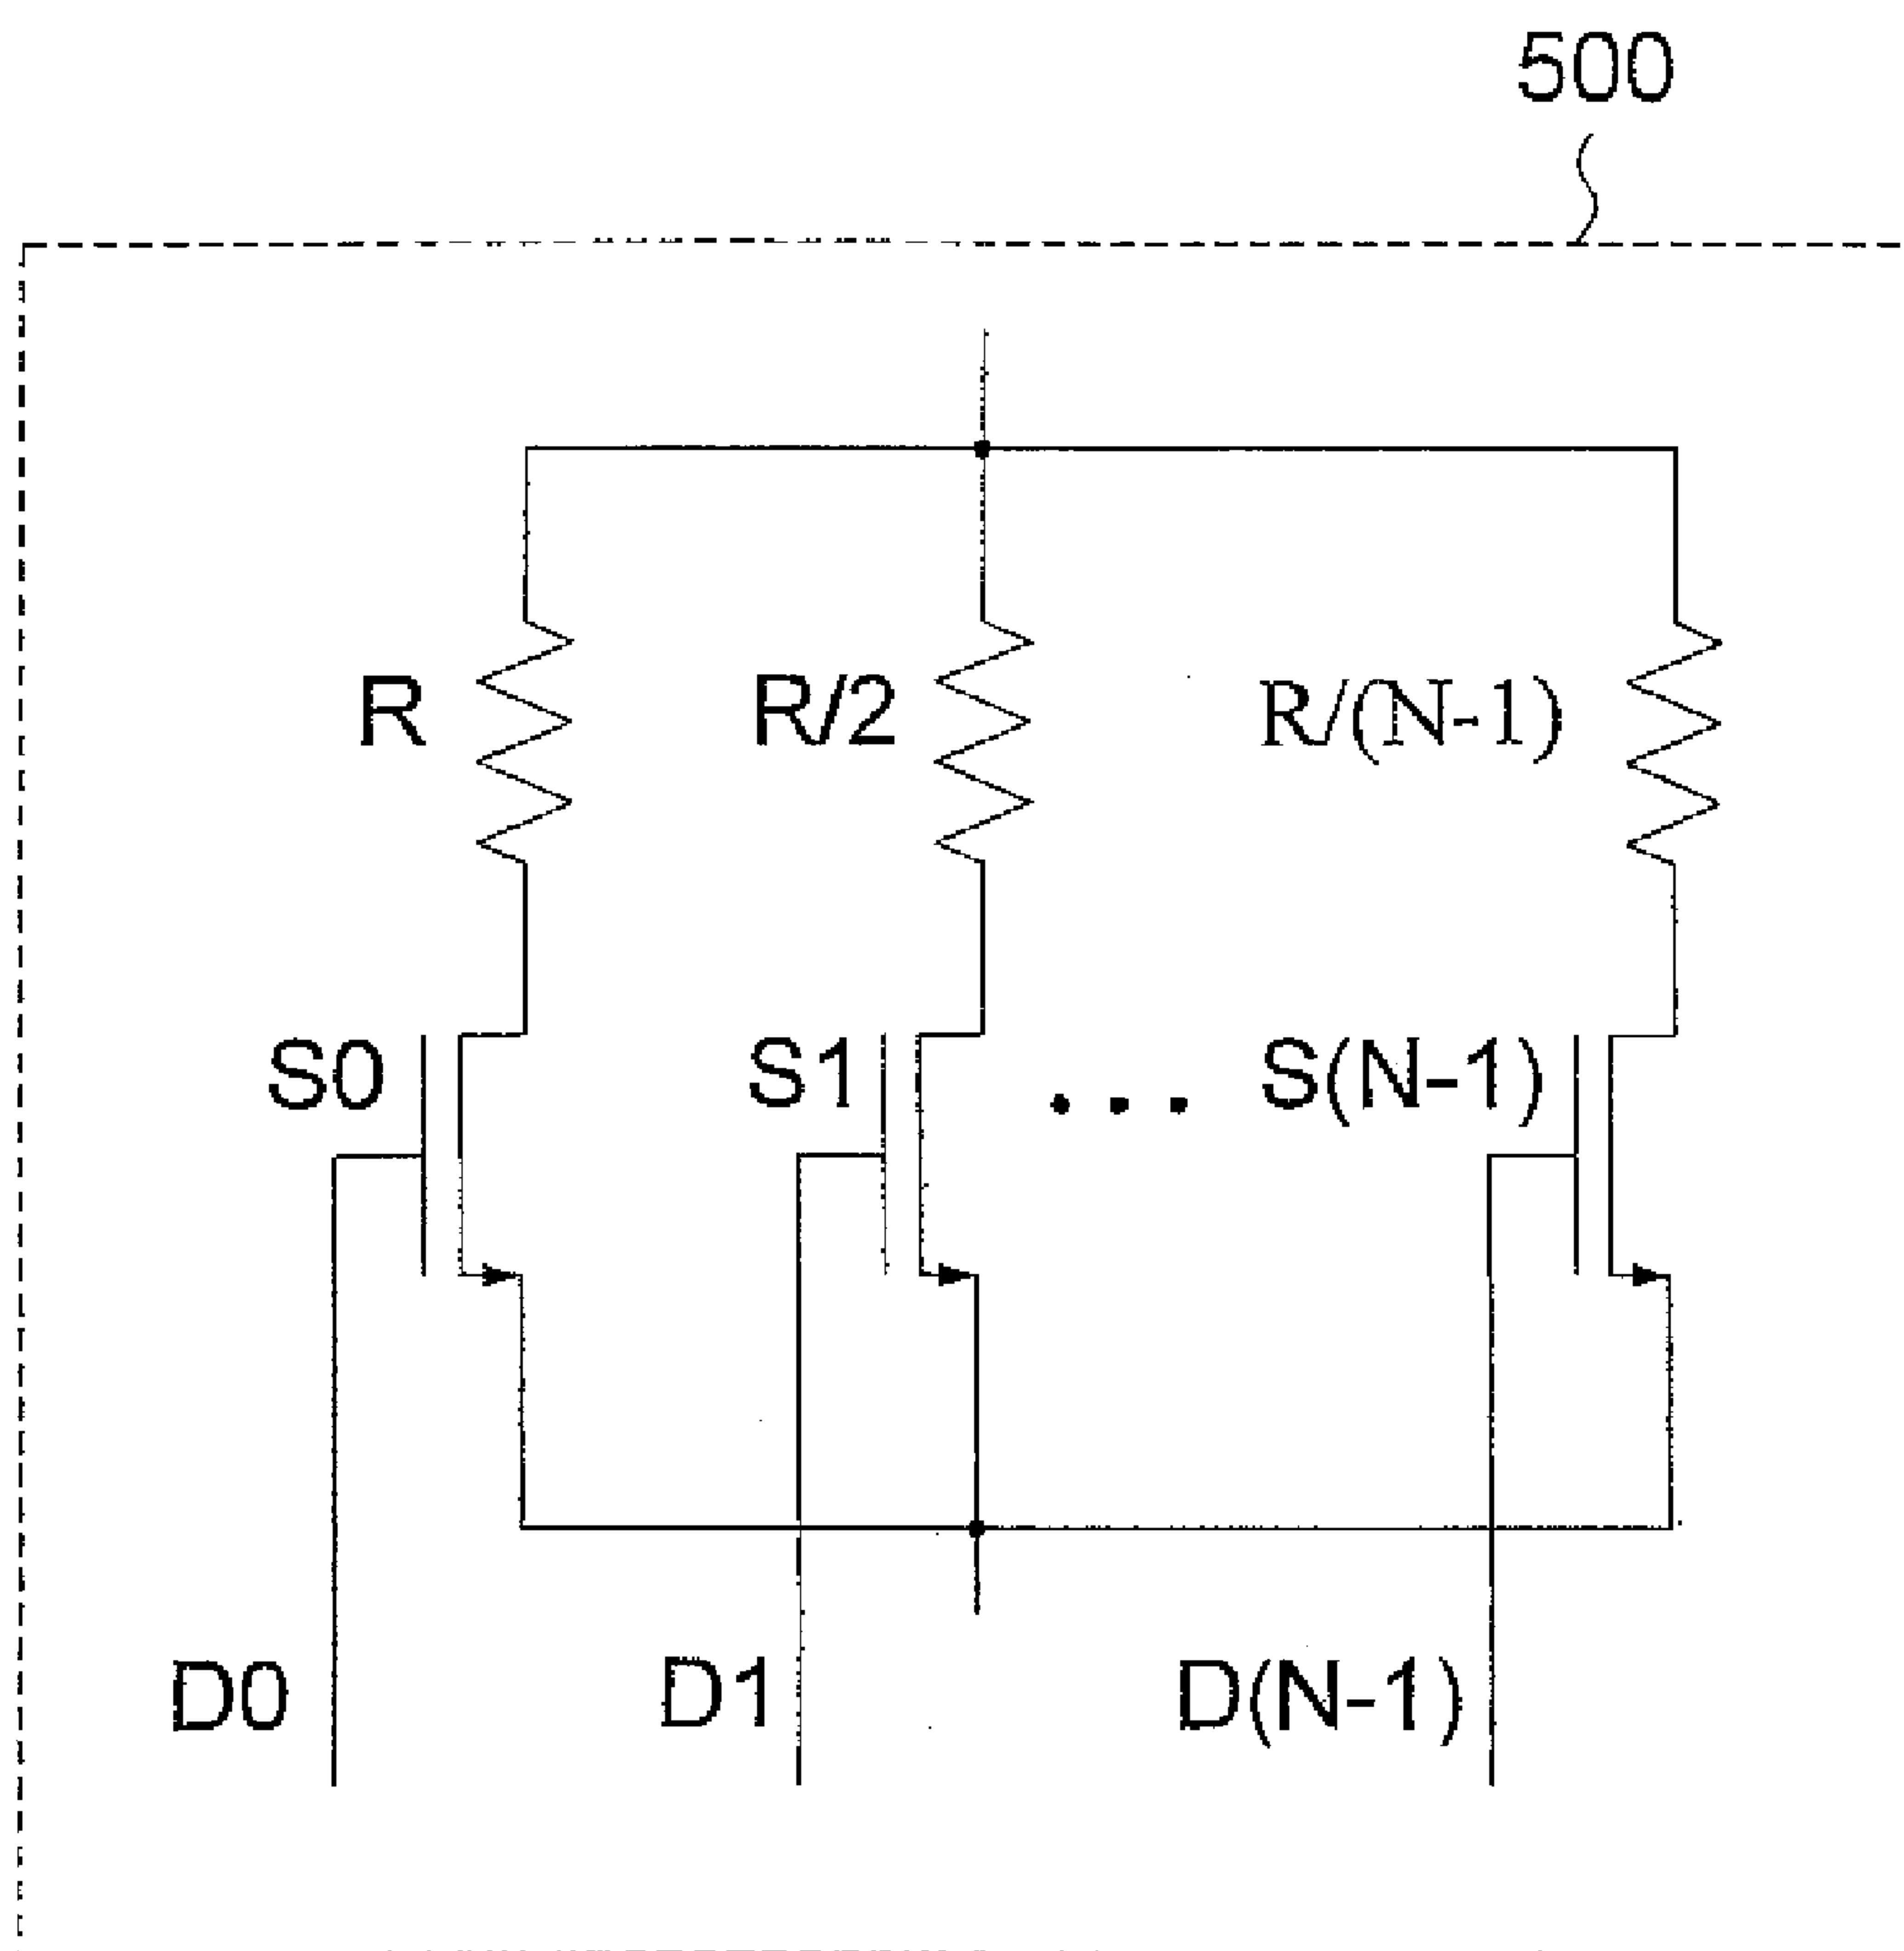 500
R R/2 R/(N-1)
S0 S1 ... S(N-1)
D0 D1 D(N-1)